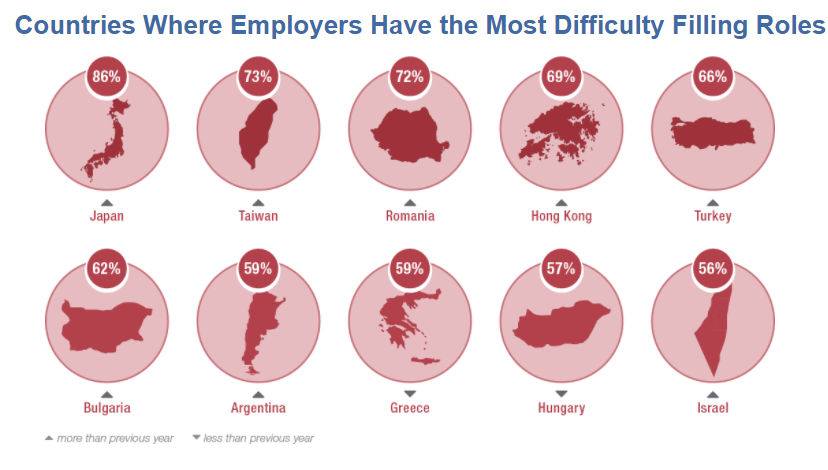 Countries Where Employers Have the Most Difficulty Filling Roles
86% 73% 72% 69% 66%
Japan Taiwan Romania Hong Kong Turkey
62% 59% 59% 57% 56%
Bulgaria Argentina Greece Hungary Israel
more than previous year less than previous year